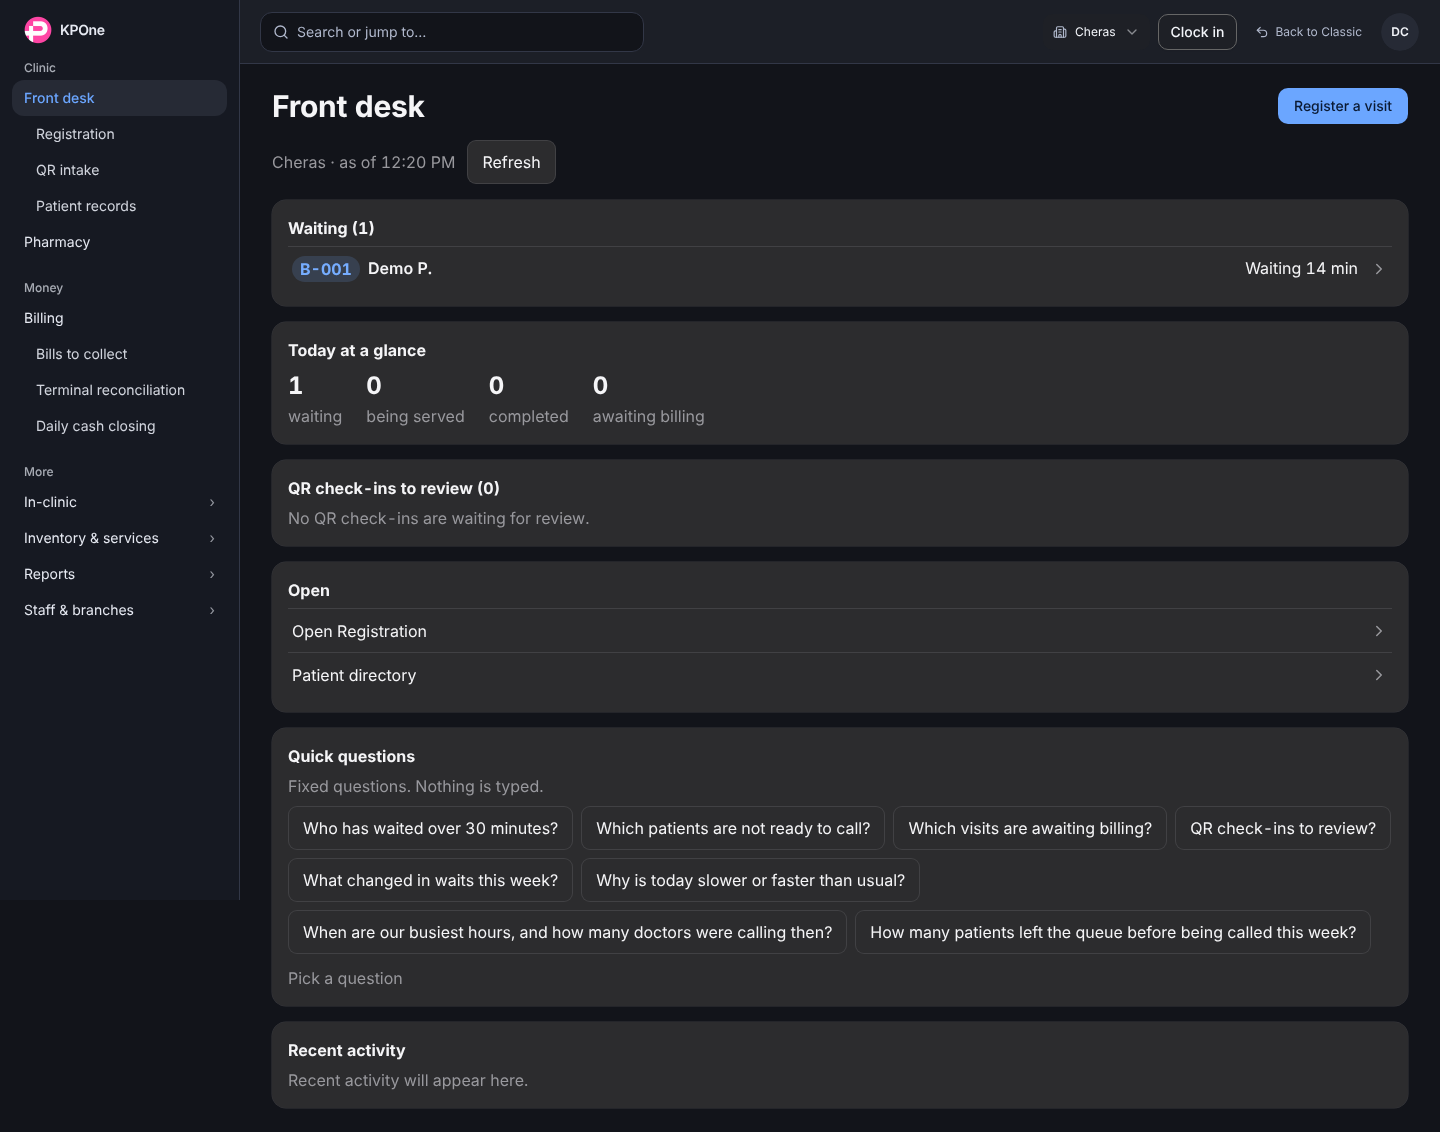 KPOne
Search or jump to...
Cheras
Clock in
Back to Classic
DC
Clinic
Front desk
Registration
QR intake
Patient records
Pharmacy
Money
Billing
Bills to collect
Terminal reconciliation
Daily cash closing
More
In-clinic
Inventory & services
Reports
Staff & branches
Front desk
Register a visit
Cheras · as of 12:20 PM
Refresh
Waiting (1)
B-001 Demo P. Waiting 14 min
Today at a glance
1 0 0 0
waiting being served completed awaiting billing
QR check-ins to review (0)
No QR check-ins are waiting for review.
Open
Open Registration
Patient directory
Quick questions
Fixed questions. Nothing is typed.
Who has waited over 30 minutes? Which patients are not ready to call? Which visits are awaiting billing? QR check-ins to review?
What changed in waits this week? Why is today slower or faster than usual?
When are our busiest hours, and how many doctors were calling then? How many patients left the queue before being called this week?
Pick a question
Recent activity
Recent activity will appear here.